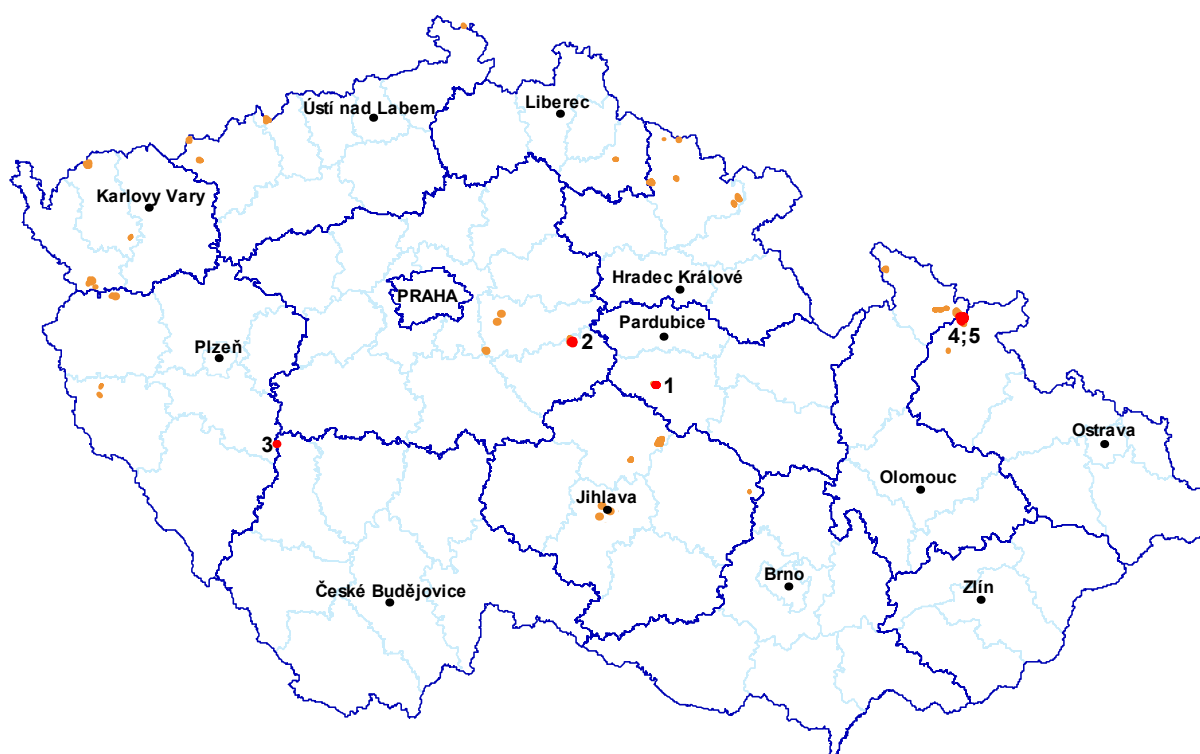 Ústí nad Labem
Liberec
Karlovy Vary
Hradec Králové
PRAHA
Pardubice
Plzeň
2
4;5
1
3
Ostrava
Olomouc
Jihlava
Brno
České Budějovice
Zlín